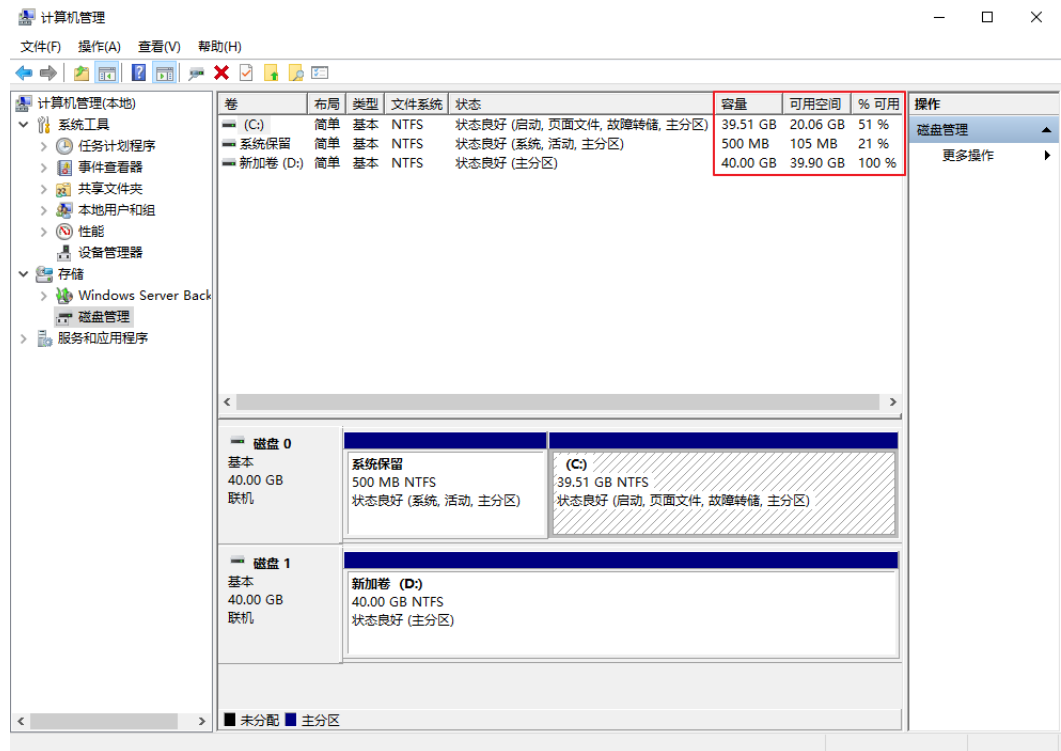 计算机管理
文件(F) 操作(A) 查看(V) 帮助(H)
计算机管理(本地)
系统工具
任务计划程序
事件查看器
共享文件夹
本地用户和组
性能
设备管理器
存储
Windows Server Back
磁盘管理
服务和应用程序
卷 布局 类型 文件系统 状态 容量 可用空间 % 可用
(C:) 简单 基本 NTFS 状态良好 (启动, 页面文件, 故障转储, 主分区) 39.51 GB 20.06 GB 51 %
系统保留 简单 基本 NTFS 状态良好 (系统, 活动, 主分区) 500 MB 105 MB 21 %
新加卷 (D:) 简单 基本 NTFS 状态良好 (主分区) 40.00 GB 39.90 GB 100 %
磁盘 0
基本
40.00 GB
联机
系统保留
500 MB NTFS
状态良好 (系统, 活动, 主分区)
(C:)
39.51 GB NTFS
状态良好 (启动, 页面文件, 故障转储, 主分区)
磁盘 1
基本
40.00 GB
联机
新加卷 (D:)
40.00 GB NTFS
状态良好 (主分区)
未分配 主分区
操作
磁盘管理
更多操作